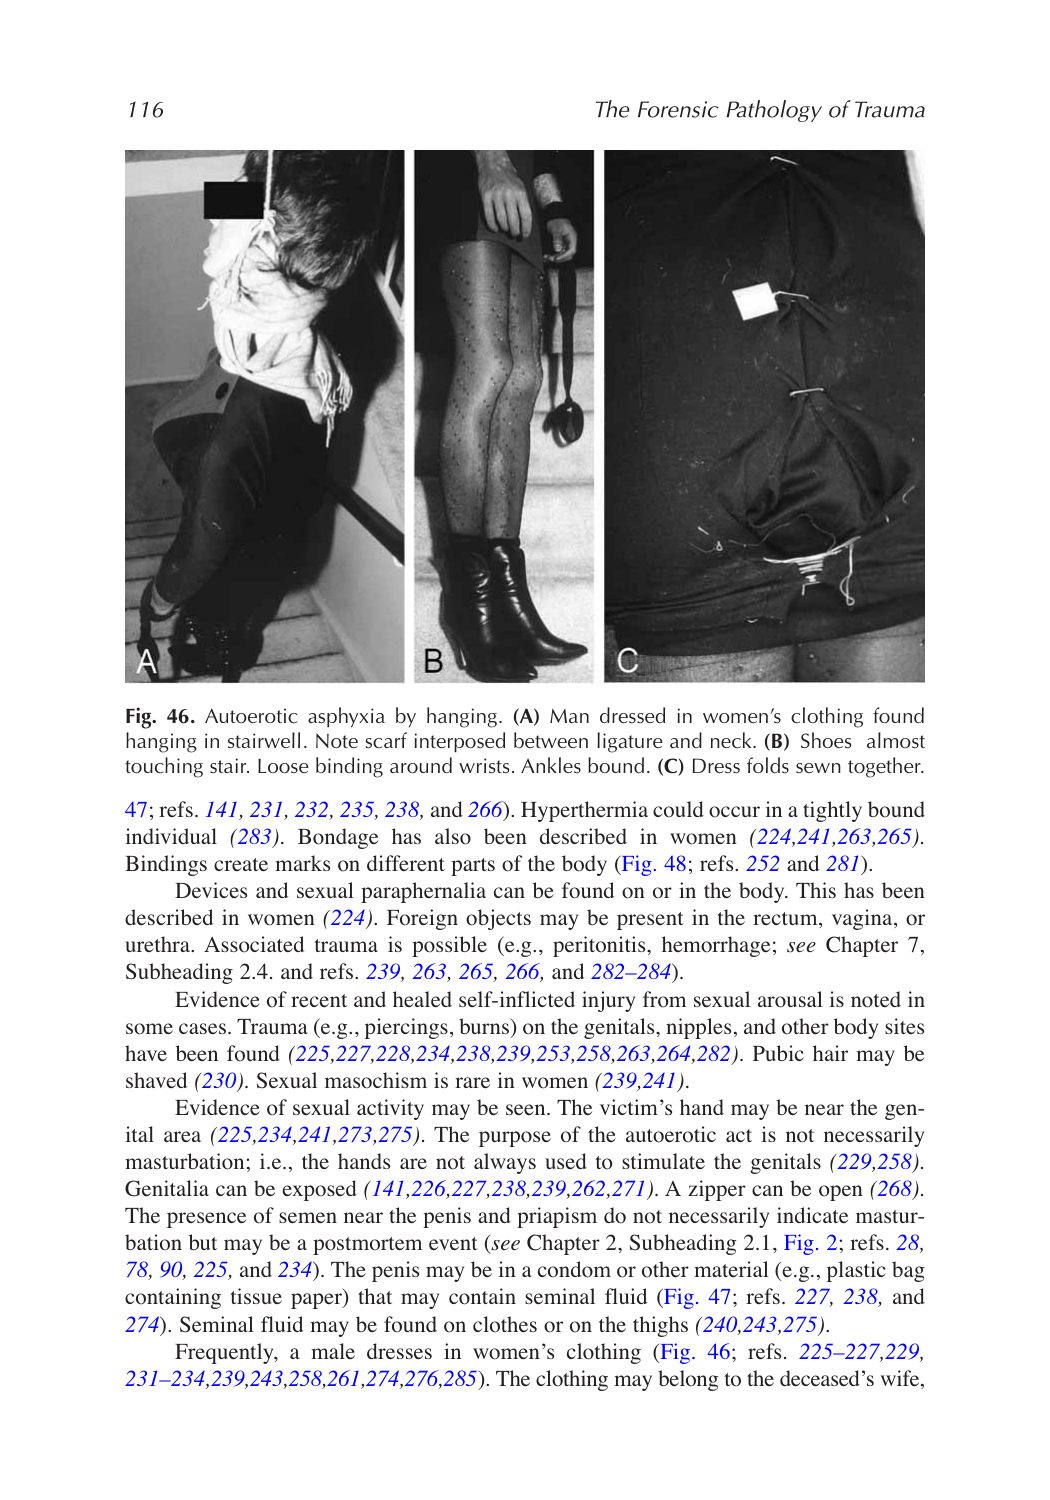 116
The Forensic Pathology of Trauma
A
B
C
Fig. 46. Autoerotic asphyxia by hanging. (A) Man dressed in women's clothing found
hanging in stairwell. Note scarf interposed between ligature and neck. (B) Shoes almost
touching stair. Loose binding around wrists. Ankles bound. (C) Dress folds sewn together.
47; refs. 141, 231, 232, 235, 238, and 266). Hyperthermia could occur in a tightly bound
individual (283). Bondage has also been described in women (224,241,263,265).
Bindings create marks on different parts of the body (Fig. 48; refs. 252 and 281).
Devices and sexual paraphernalia can be found on or in the body. This has been
described in women (224). Foreign objects may be present in the rectum, vagina, or
urethra. Associated trauma is possible (e.g., peritonitis, hemorrhage; see Chapter 7,
Subheading 2.4. and refs. 239, 263, 265, 266, and 282–284).
Evidence of recent and healed self-inflicted injury from sexual arousal is noted in
some cases. Trauma (e.g., piercings, burns) on the genitals, nipples, and other body sites
have been found (225,227,228,234,238,239,253,258,263,264,282). Pubic hair may be
shaved (230). Sexual masochism is rare in women (239,241).
Evidence of sexual activity may be seen. The victim's hand may be near the gen-
ital area (225,234,241,273,275). The purpose of the autoerotic act is not necessarily
masturbation; i.e., the hands are not always used to stimulate the genitals (229,258).
Genitalia can be exposed (141,226,227,238,239,262,271). A zipper can be open (268).
The presence of semen near the penis and priapism do not necessarily indicate mastur-
bation but may be a postmortem event (see Chapter 2, Subheading 2.1, Fig. 2; refs. 28,
78, 90, 225, and 234). The penis may be in a condom or other material (e.g., plastic bag
containing tissue paper) that may contain seminal fluid (Fig. 47; refs. 227, 238, and
274). Seminal fluid may be found on clothes or on the thighs (240,243,275).
Frequently, a male dresses in women's clothing (Fig. 46; refs. 225–227,229,
231–234,239,243,258,261,274,276,285). The clothing may belong to the deceased's wife,